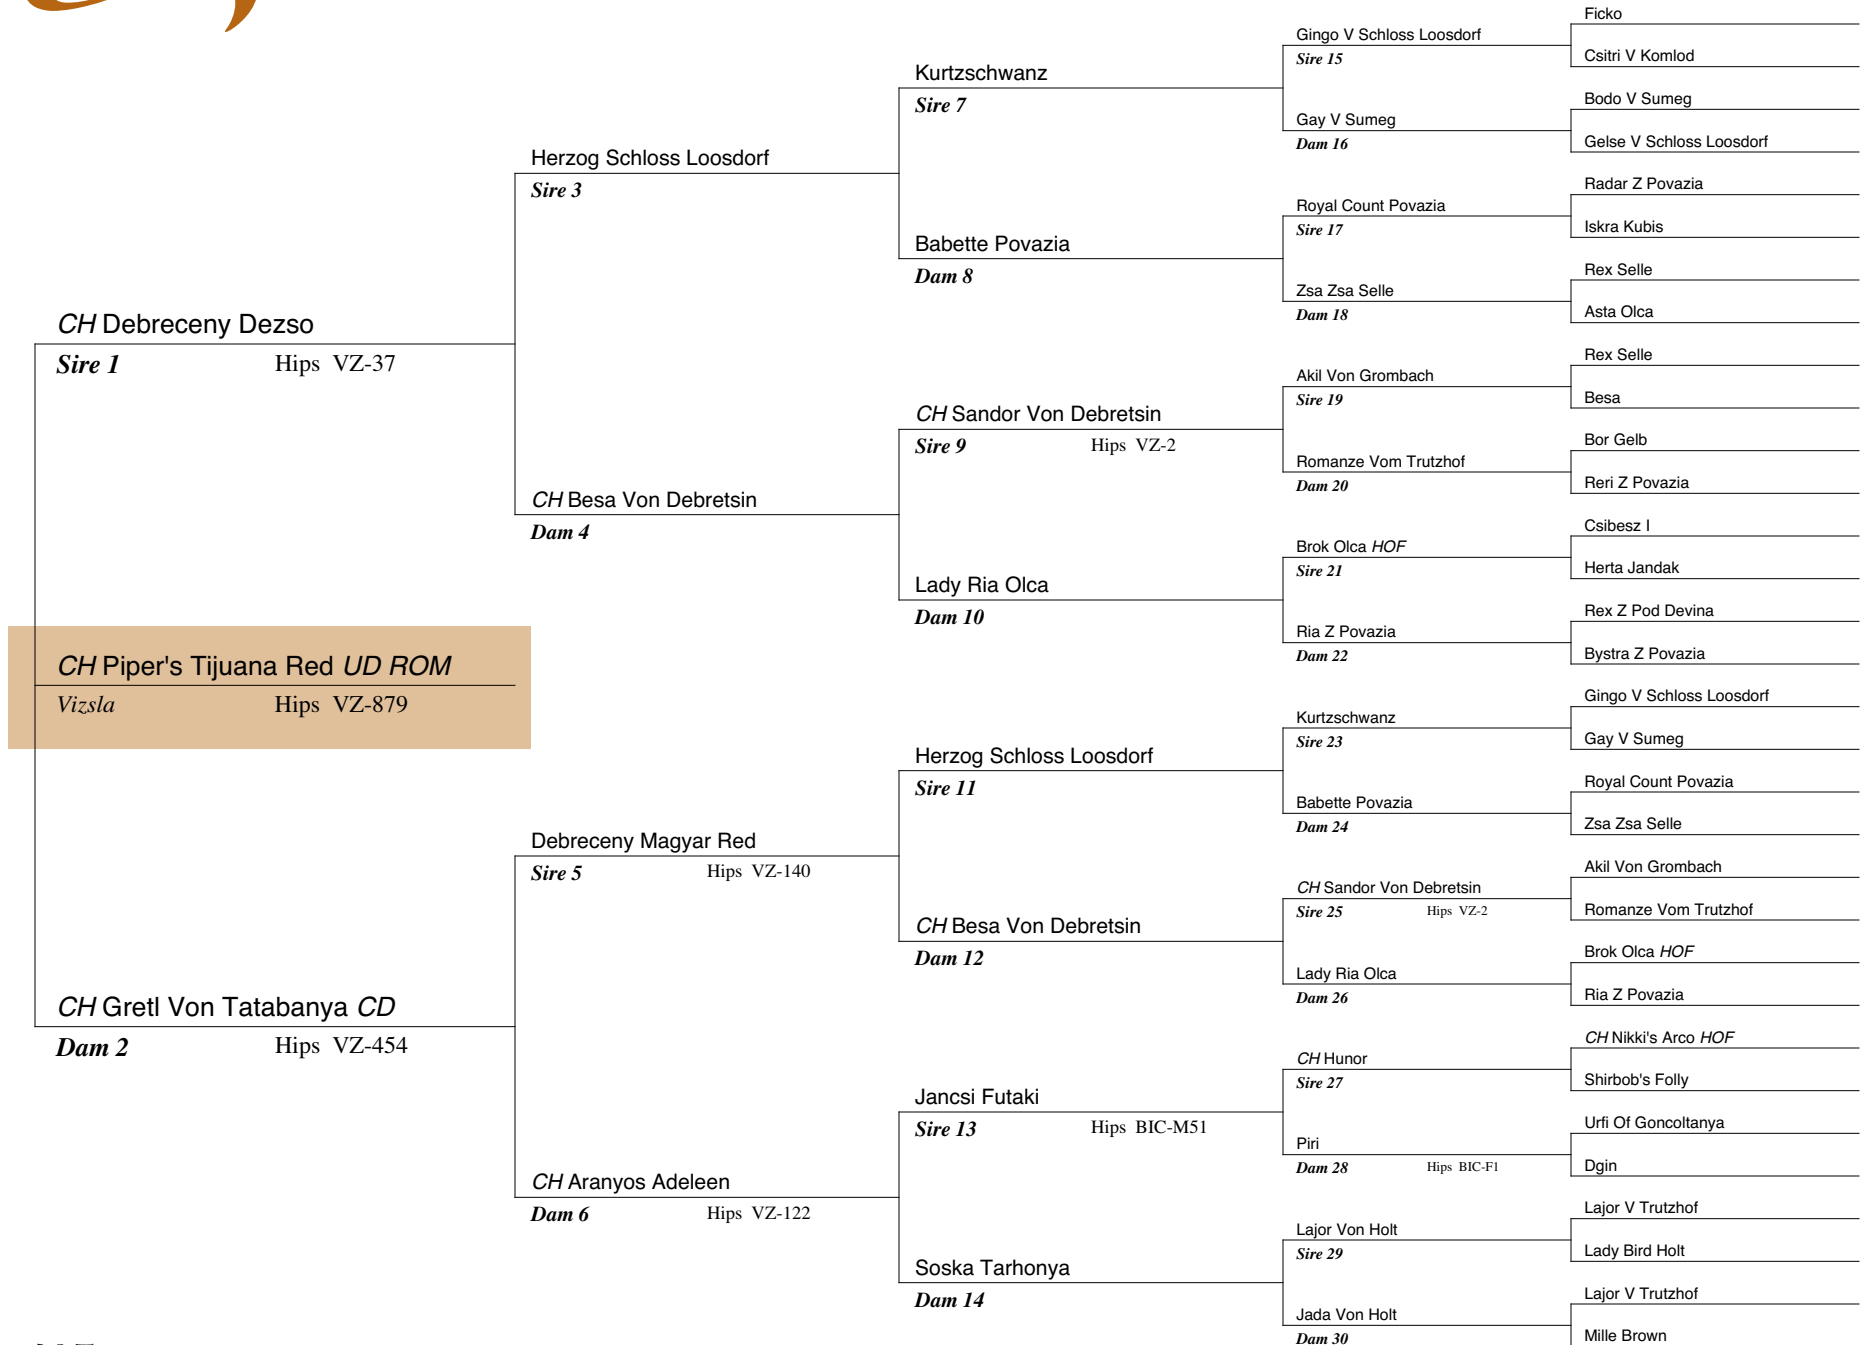 CH Debreceny Dezso
Sire 1 Hips VZ-37
CH Piper's Tijuana Red UD ROM
Vizsla Hips VZ-879
CH Gretl Von Tatabanya CD
Dam 2 Hips VZ-454
Herzog Schloss Loosdorf
Sire 3
CH Besa Von Debretsin
Dam 4
Debreceny Magyar Red
Sire 5 Hips VZ-140
CH Aranyos Adeleen
Dam 6 Hips VZ-122
Kurtzschwanz
Sire 7
Babette Povazia
Dam 8
CH Sandor Von Debretsin
Sire 9 Hips VZ-2
Lady Ria Olca
Dam 10
Herzog Schloss Loosdorf
Sire 11
CH Besa Von Debretsin
Dam 12
Jancsi Futaki
Sire 13 Hips BIC-M51
Soska Tarhonya
Dam 14
Gingo V Schloss Loosdorf
Sire 15
Gay V Sumeg
Dam 16
Royal Count Povazia
Sire 17
Zsa Zsa Selle
Dam 18
Akil Von Grombach
Sire 19
Romanze Vom Trutzhof
Dam 20
Brok Olca HOF
Sire 21
Ria Z Povazia
Dam 22
Kurtzschwanz
Sire 23
Babette Povazia
Dam 24
CH Sandor Von Debretsin
Sire 25 Hips VZ-2
Lady Ria Olca
Dam 26
CH Hunor
Sire 27
Piri
Dam 28 Hips BIC-F1
Lajor Von Holt
Sire 29
Jada Von Holt
Dam 30
Ficko
Csitri V Komlod
Bodo V Sumeg
Gelse V Schloss Loosdorf
Radar Z Povazia
Iskra Kubis
Rex Selle
Asta Olca
Rex Selle
Besa
Bor Gelb
Reri Z Povazia
Csibesz I
Herta Jandak
Rex Z Pod Devina
Bystra Z Povazia
Gingo V Schloss Loosdorf
Gay V Sumeg
Royal Count Povazia
Zsa Zsa Selle
Akil Von Grombach
Romanze Vom Trutzhof
Brok Olca HOF
Ria Z Povazia
CH Nikki's Arco HOF
Shirbob's Folly
Urfi Of Goncoltanya
Dgin
Lajor V Trutzhof
Lady Bird Holt
Lajor V Trutzhof
Mille Brown